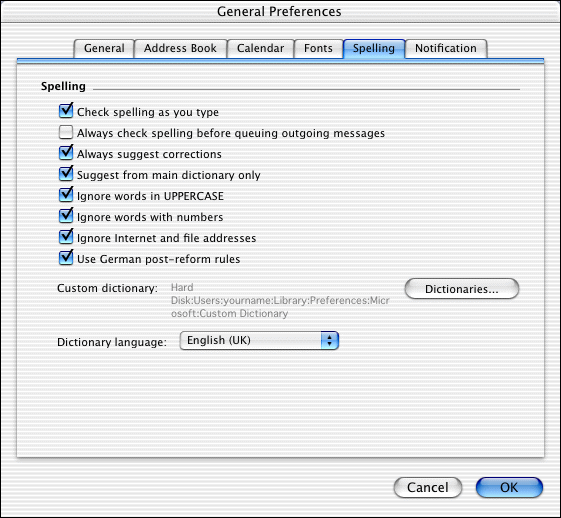 General Preferences
General Address Book Calendar Fonts Spelling Notification
Spelling
Check spelling as you type
Always check spelling before queuing outgoing messages
Always suggest corrections
Suggest from main dictionary only
Ignore words in UPPERCASE
Ignore words with numbers
Ignore Internet and file addresses
Use German post-reform rules
Custom dictionary: Hard
Disk:Users:yourname:Library:Preferences:Micr
osoft:Custom Dictionary
Dictionaries...
Dictionary language: English (UK)
Cancel OK